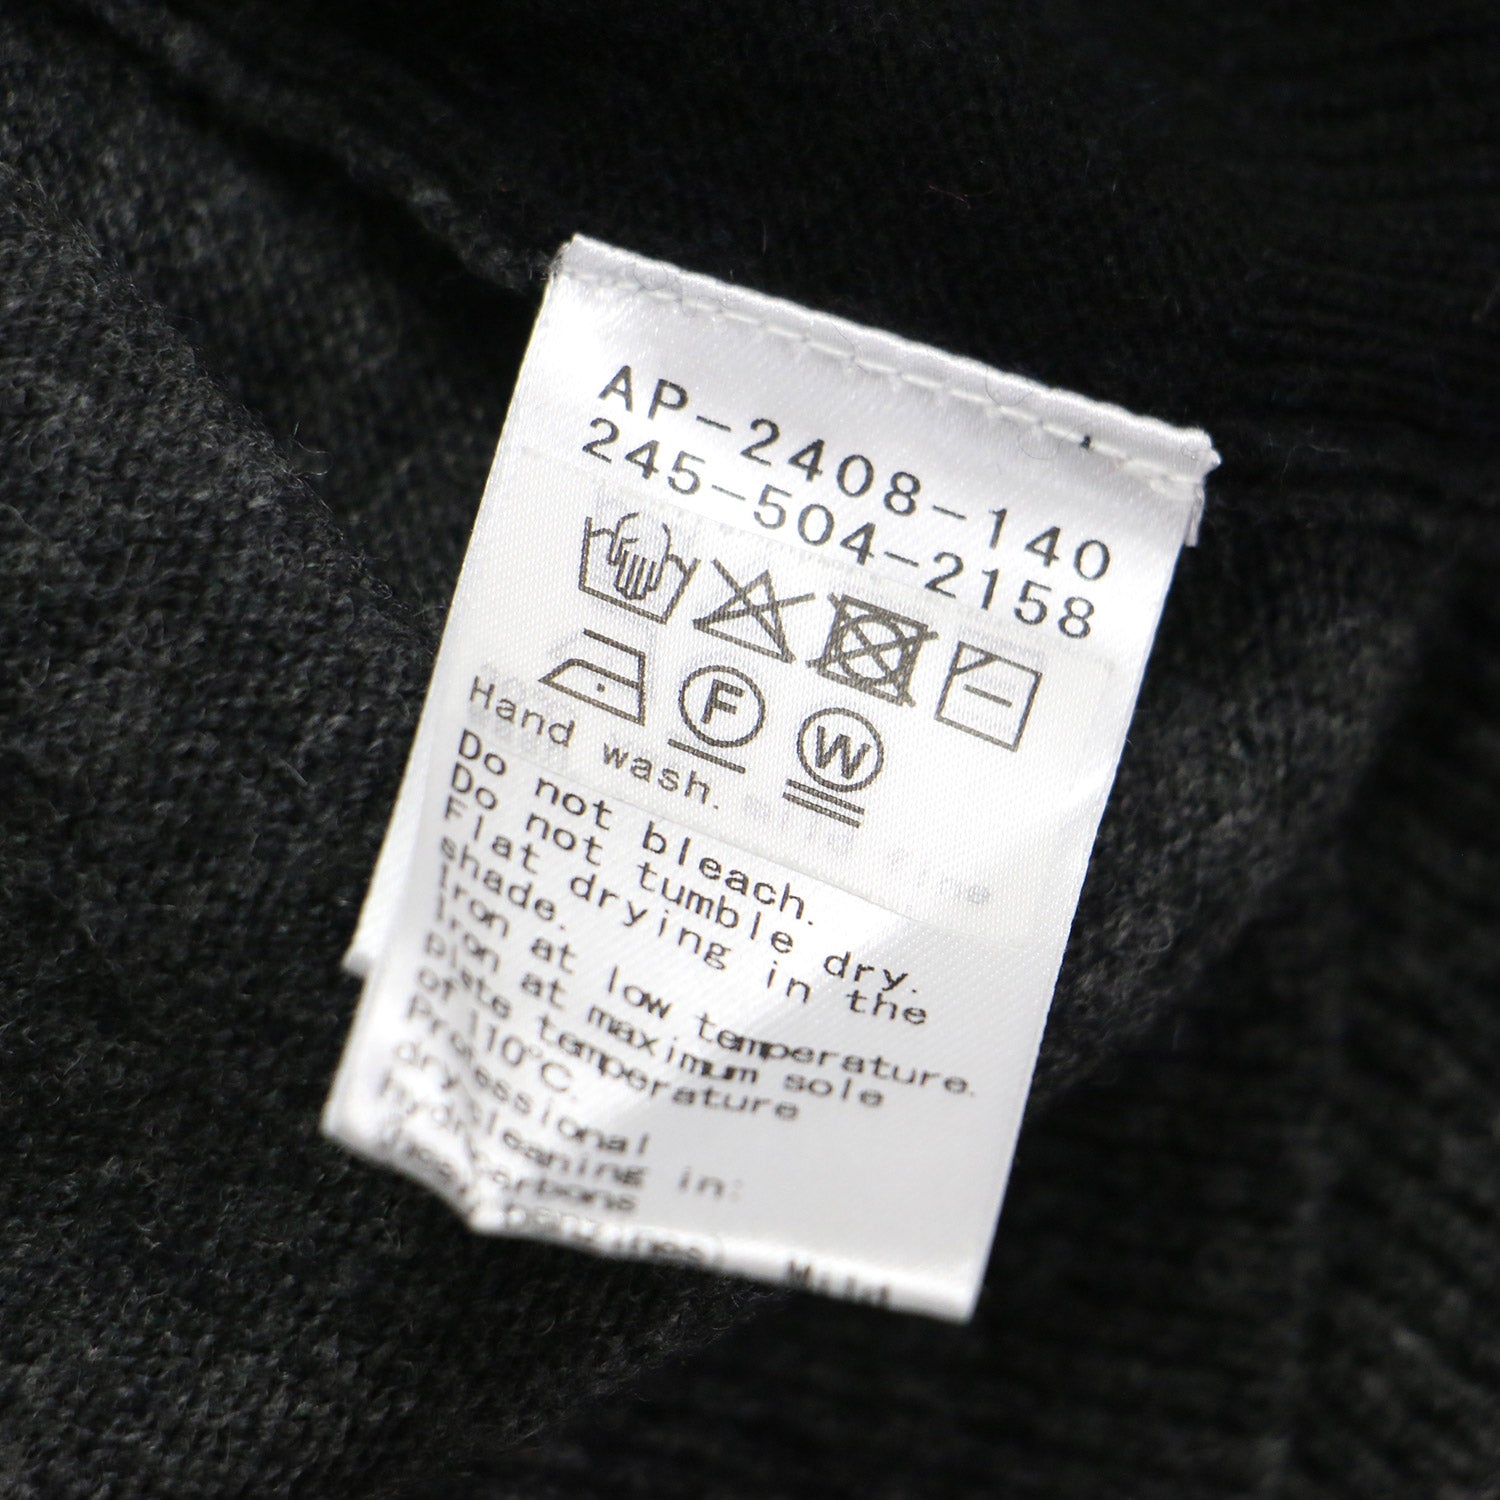 AP-2408-140
245-504-2158
F
W
Hand wash.
Do not bleach.
Do not tumble dry.
Flat drying in the
shade.
Iron at low temperature.
Iron at maximum sole
plate temperature
of 110°C.
Professional
dry cleaning in:
hydrocarbons